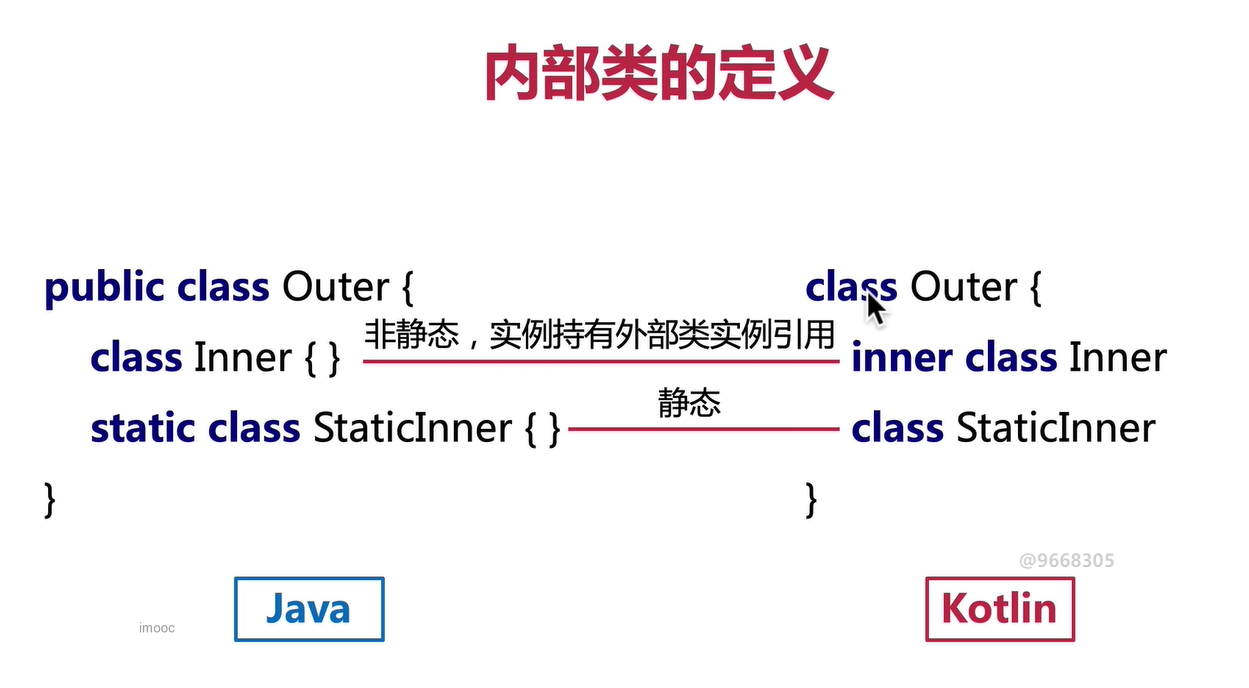 内部类的定义
public class Outer {
class Inner { }
static class StaticInner { }
}
非静态，实例持有外部类实例引用
静态
class Outer {
inner class Inner
class StaticInner
}
@9668305
Java
Kotlin
imooc